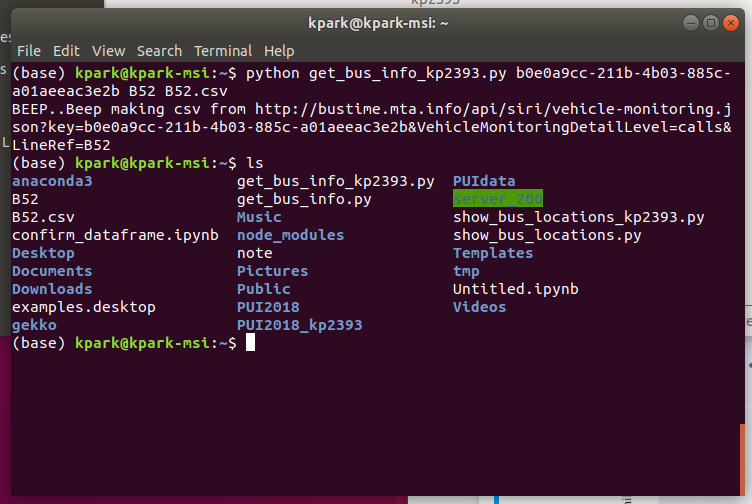 kp2393
kpark@kpark-msi: ~
File Edit View Search Terminal Help
(base) kpark@kpark-msi:~$ python get_bus_info_kp2393.py b0e0a9cc-211b-4b03-885c-
a01aeeac3e2b B52 B52.csv
BEEP..Beep making csv from http://bustime.mta.info/api/siri/vehicle-monitoring.j
son?key=b0e0a9cc-211b-4b03-885c-a01aeeac3e2b&VehicleMonitoringDetailLevel=calls&
LineRef=B52
(base) kpark@kpark-msi:~$ ls
anaconda3 get_bus_info_kp2393.py PUIdata
B52 get_bus_info.py server_200
B52.csv Music show_bus_locations_kp2393.py
confirm_dataframe.ipynb node_modules show_bus_locations.py
Desktop note Templates
Documents Pictures tmp
Downloads Public Untitled.ipynb
examples.desktop PUI2018 Videos
gekko PUI2018_kp2393
(base) kpark@kpark-msi:~$